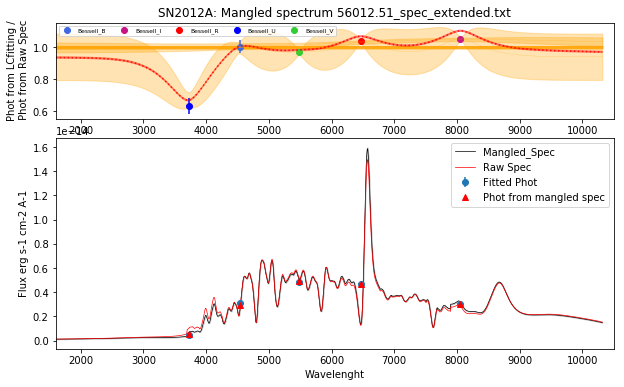 SN2012A: Mangled spectrum 56012.51_spec_extended.txt
Phot from LCfitting /
Phot from Raw Spec
Bessell_B Bessell_I Bessell_R Bessell_U Bessell_V
1.0
0.8
0.6
2000 3000 4000 5000 6000 7000 8000 9000 10000
1e−14
Flux erg s-1 cm-2 A-1
1.6
1.4
1.2
1.0
0.8
0.6
0.4
0.2
0.0
Mangled_Spec
Raw Spec
Fitted Phot
Phot from mangled spec
2000 3000 4000 5000 6000 7000 8000 9000 10000
Wavelenght